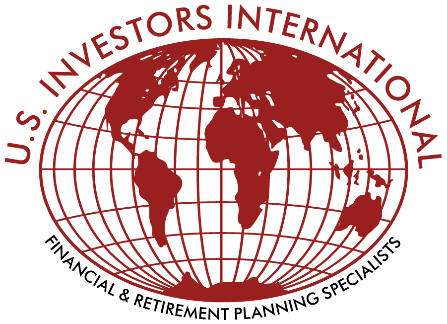 U.S. INVESTORS INTERNATIONAL
FINANCIAL & RETIREMENT PLANNING SPECIALISTS